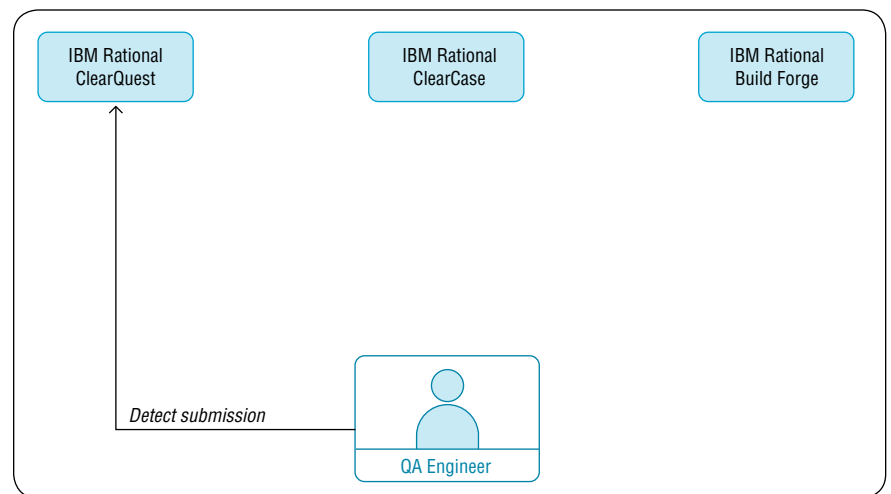 IBM Rational
ClearQuest
IBM Rational
ClearCase
IBM Rational
Build Forge
Detect submission
QA Engineer